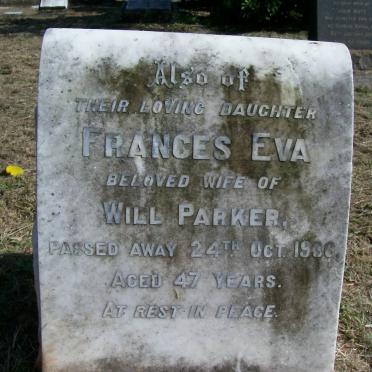 Also of
THEIR LOVING DAUGHTER
FRANCES EVA
BELOVED WIFE OF
WILL PARKER,
PASSED AWAY 24TH OCT.
AGED 47 YEARS.
AT REST IN PEACE.